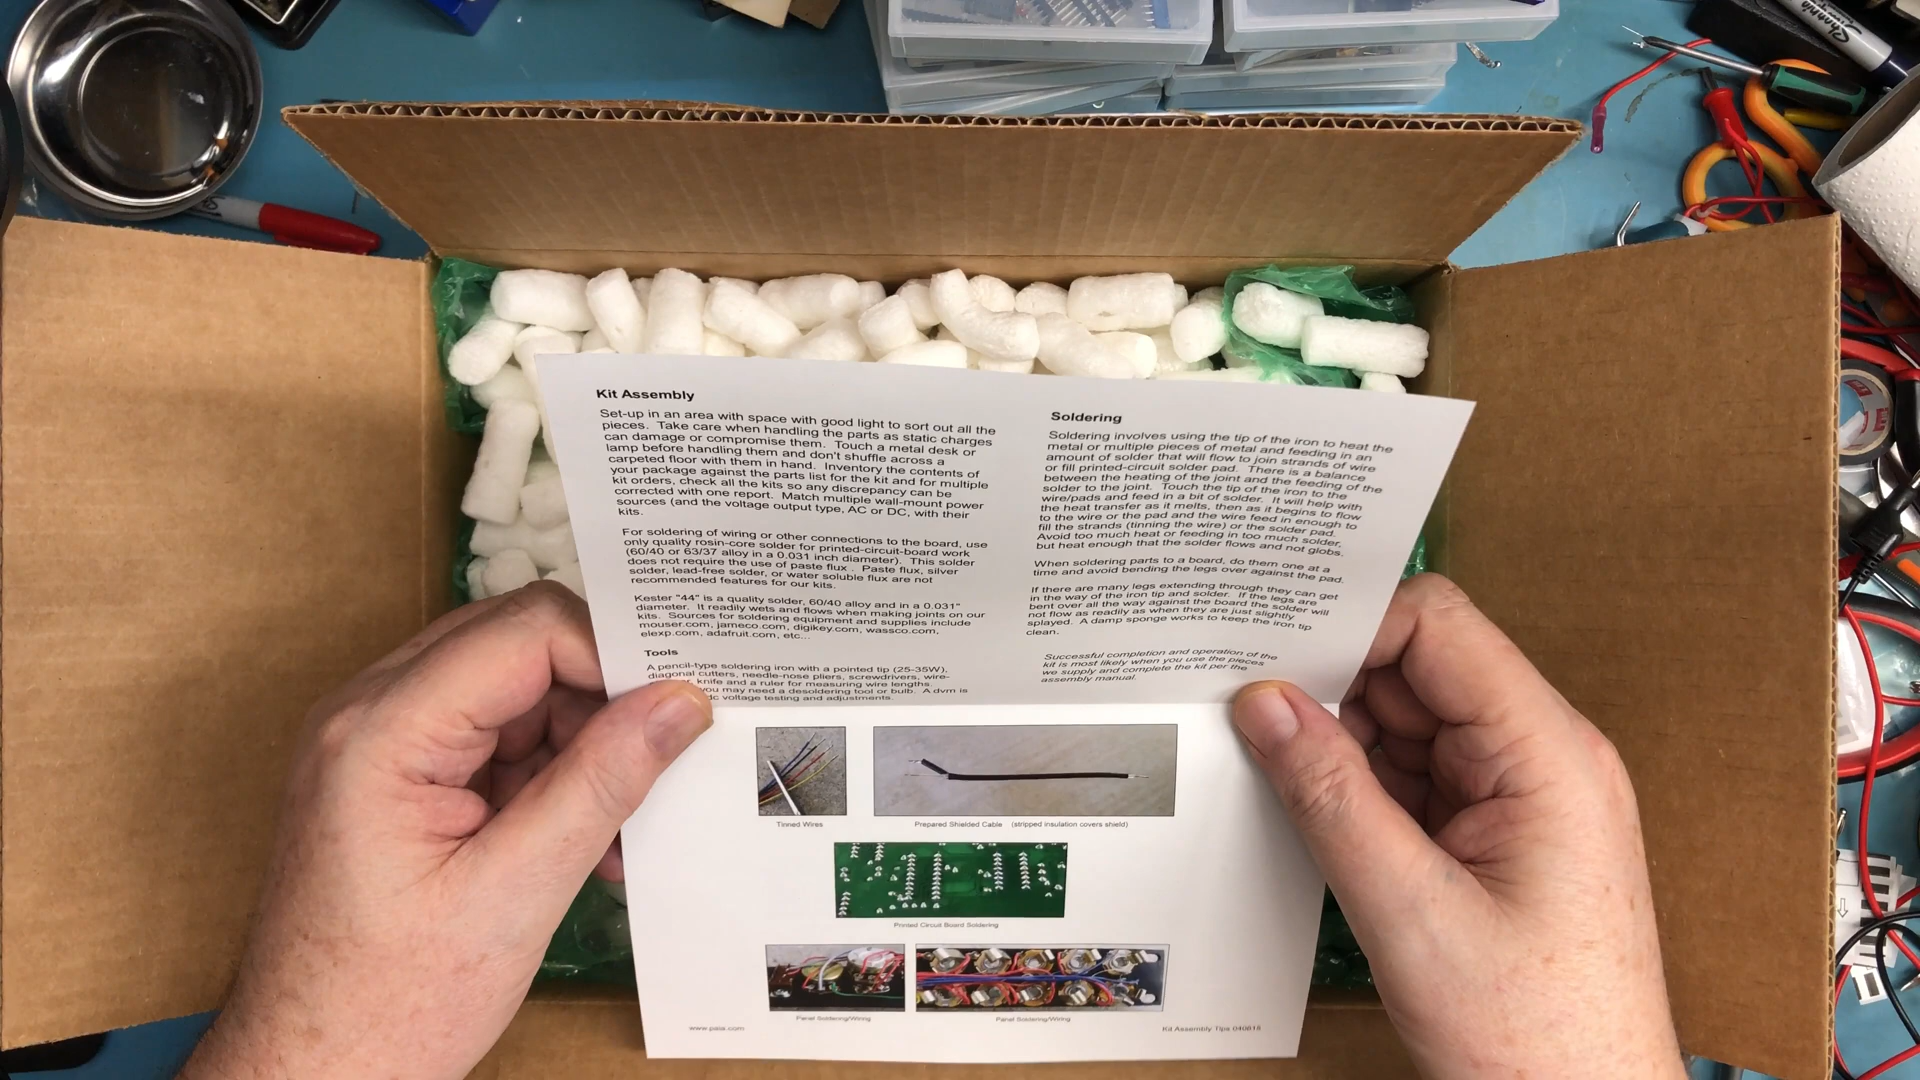 Kit Assembly
Set-up in an area with space with good light to sort out all the
pieces. Take care when handling the parts as static charges
can damage or compromise them. Touch a metal desk or
lamp before handling them and don't shuffle across a
carpeted floor with them in hand. Inventory the contents of
your package against the parts list for the kit and for multiple
kit orders, check all the kits so any discrepancy can be
corrected with one report. Match multiple wall-mount power
sources (and the voltage output type, AC or DC, with their
kits.
For soldering of wiring or other connections to the board, use
only quality rosin-core solder for printed-circuit-board work
(60/40 or 63/37 alloy in a 0.031 inch diameter). This solder
does not require the use of paste flux . Paste flux, silver
solder, lead-free solder, or water soluble flux are not
recommended features for our kits.
Kester "44" is a quality solder, 60/40 alloy and in a 0.031"
diameter. It readily wets and flows when making joints on our
kits. Sources for soldering equipment and supplies include
mouser.com, jameco.com, digikey.com, wassco.com,
elexp.com, adafruit.com, etc...
Tools
A pencil-type soldering iron with a pointed tip (25-35W),
diagonal cutters, needle-nose pliers, screwdrivers, wire-
knife and a ruler for measuring wire lengths.
you may need a desoldering tool or bulb. A dvm is
dc voltage testing and adjustments.
Soldering
Soldering involves using the tip of the iron to heat the
metal or multiple pieces of metal and feeding in an
amount of solder that will flow to join strands of wire
or fill printed-circuit solder pad. There is a balance
between the heating of the joint and the feeding of the
solder to the joint. Touch the tip of the iron to the
wire/pads and feed in a bit of solder. It will help with
the heat transfer as it melts, then as it begins to flow
to the wire or the pad and the wire feed in enough to
fill the strands (tinning the wire) or the solder pad.
Avoid too much heat or feeding in too much solder,
but heat enough that the solder flows and not globs.
When soldering parts to a board, do them one at a
time and avoid bending the legs over against the pad.
If there are many legs extending through they can get
in the way of the iron tip and solder. If the legs are
bent over all the way against the board the solder will
not flow as readily as when they are just slightly
splayed. A damp sponge works to keep the iron tip
clean.
Successful completion and operation of the
kit is most likely when you use the pieces
we supply and complete the kit per the
assembly manual.
Tinned Wires
Prepared Shielded Cable (stripped insulation covers shield)
Printed Circuit Board Soldering
Panel Soldering/Wiring
Panel Soldering/Wiring
www.paia.com
Kit Assembly Tips 040818
Sharpie